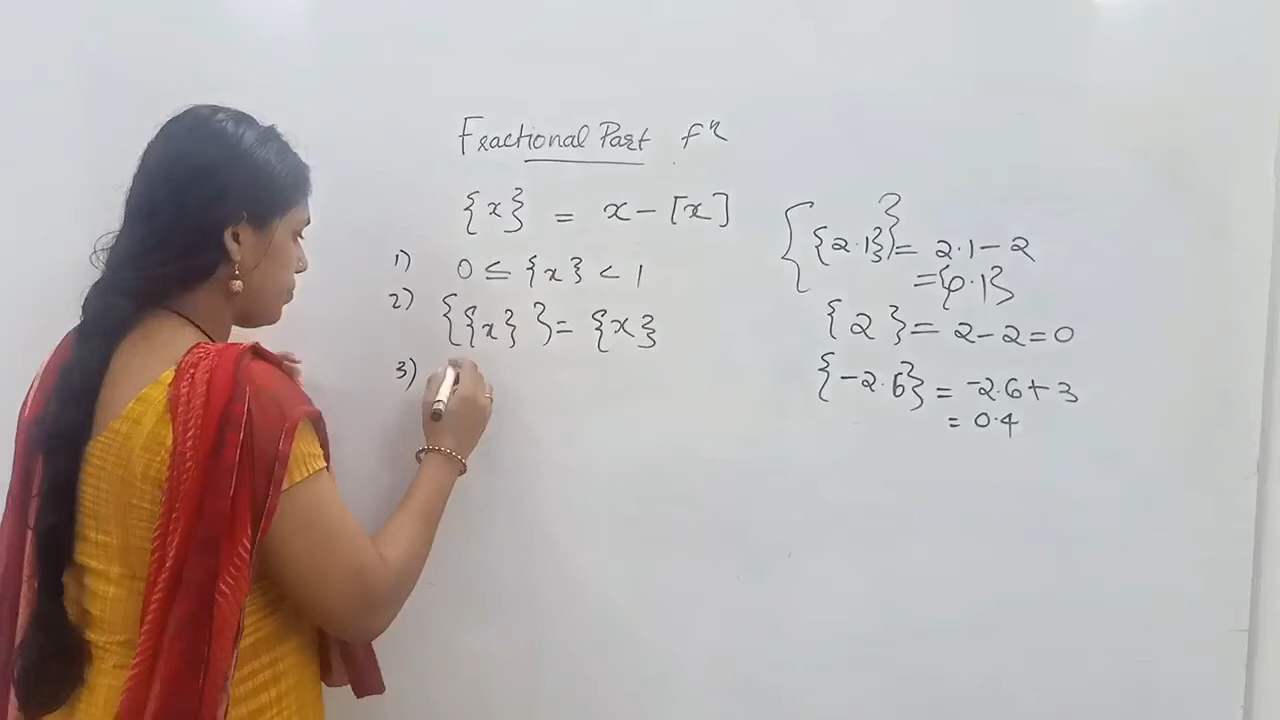 Fractional Part fⁿ
{x} = x - [x]
1) 0 ≤ {x} < 1
2) {{x}} = {x}
3)
{{2.1}} = 2.1 - 2
= {0.1}
{2} = 2 - 2 = 0
{-2.6} = -2.6 + 3
= 0.4